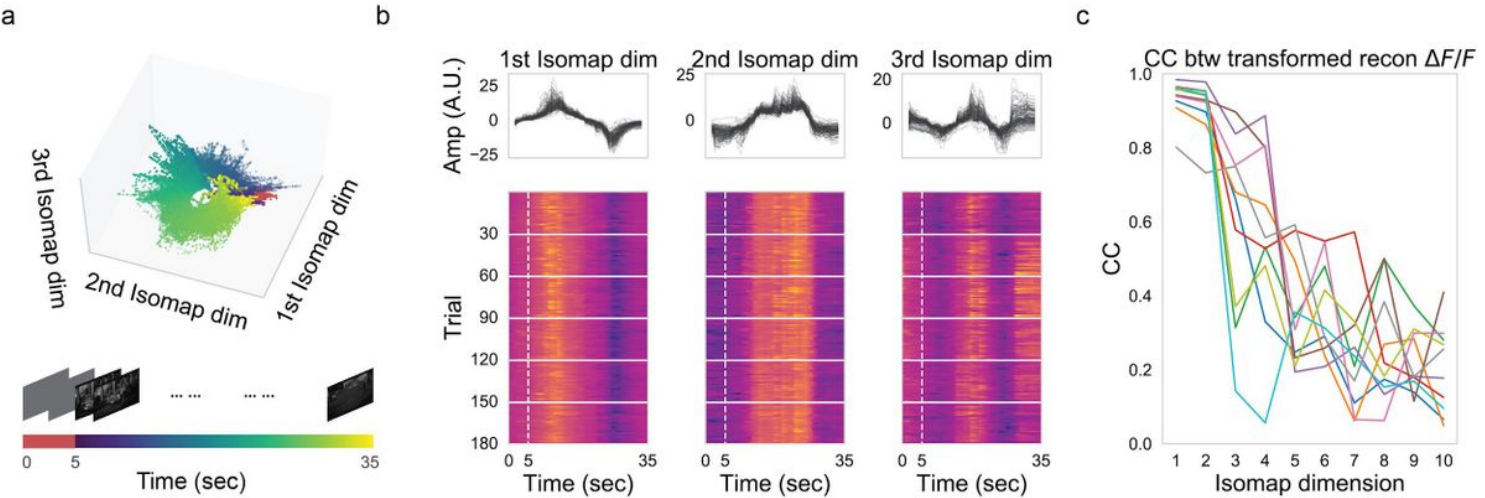 a
3rd Isomap dim
2nd Isomap dim
1st Isomap dim
... ...
... ...
0 5 35
Time (sec)
b
1st Isomap dim 2nd Isomap dim 3rd Isomap dim
Amp (A.U.)
25
0
−25
25
0
20
0
Trial
30
60
90
120
150
180
0 5 35
0 5 35
0 5 35
Time (sec) Time (sec) Time (sec)
c
CC btw transformed recon ΔF/F
CC
1.0
0.8
0.6
0.4
0.2
0.0
1 2 3 4 5 6 7 8 9 10
Isomap dimension